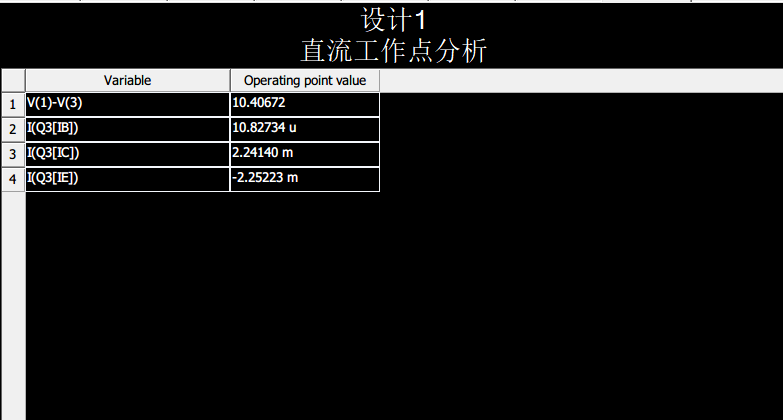 设计1
直流工作点分析
Variable Operating point value
1 V(1)-V(3) 10.40672
2 I(Q3[IB]) 10.82734 u
3 I(Q3[IC]) 2.24140 m
4 I(Q3[IE]) -2.25223 m